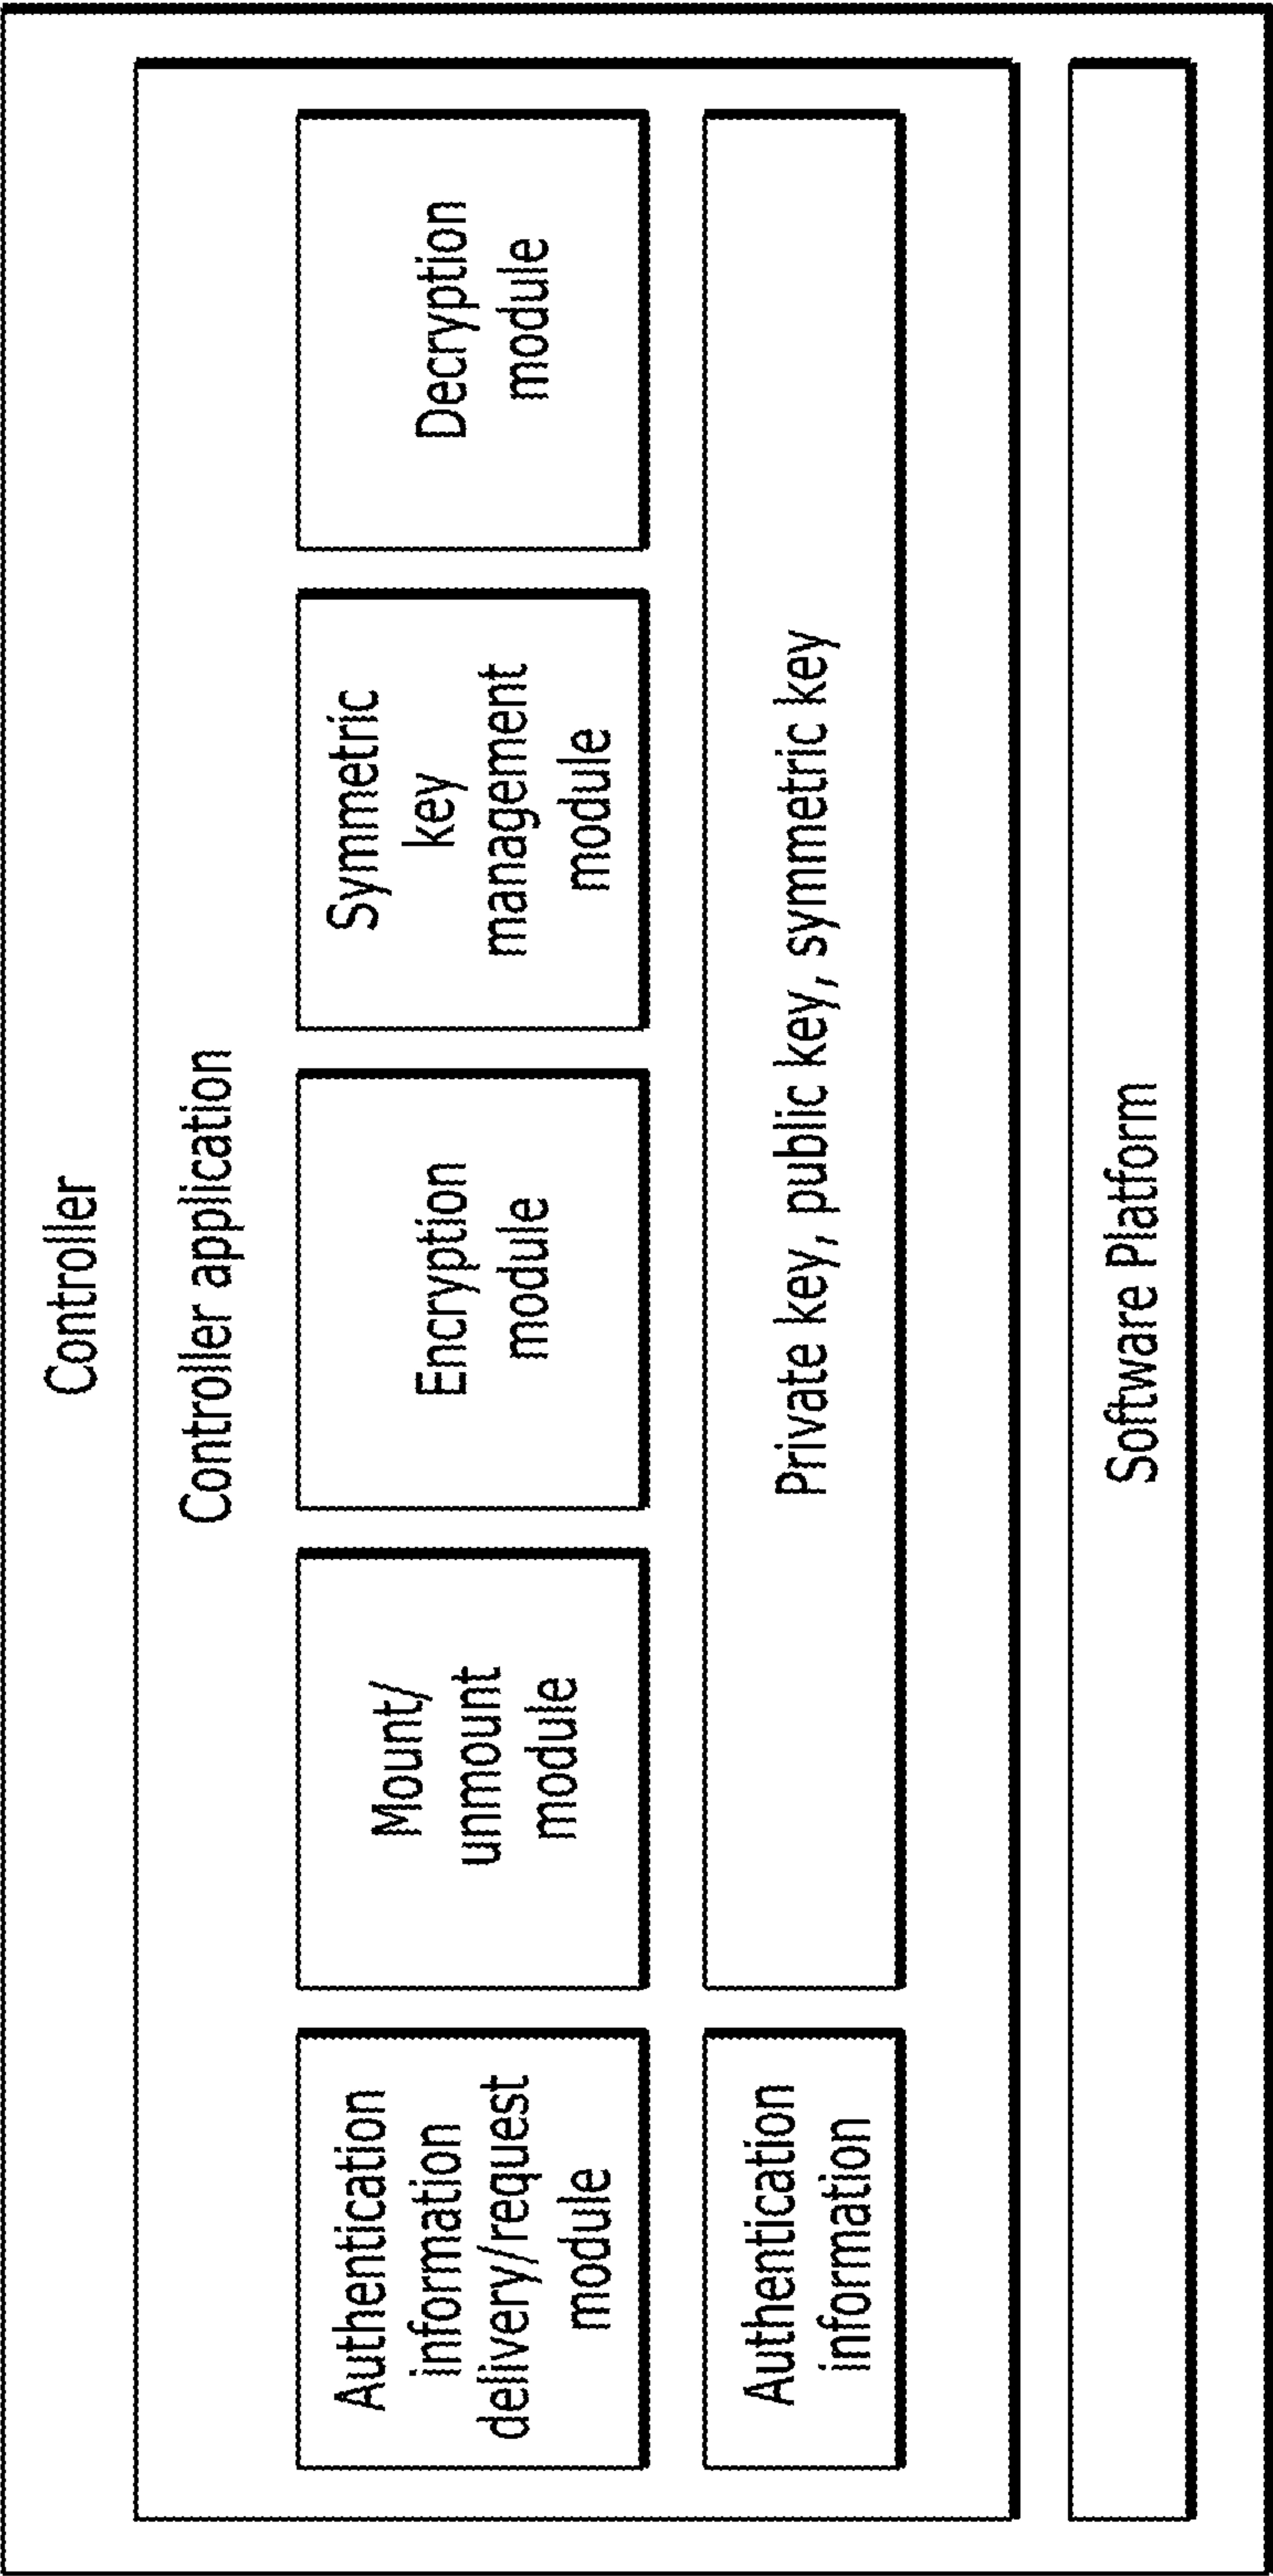 Controller
Controller application
Authentication
information
delivery/request
module
Mount/
unmount
module
Encryption
module
Symmetric
key
management
module
Decryption
module
Authentication
information
Private key, public key, symmetric key
Software Platform